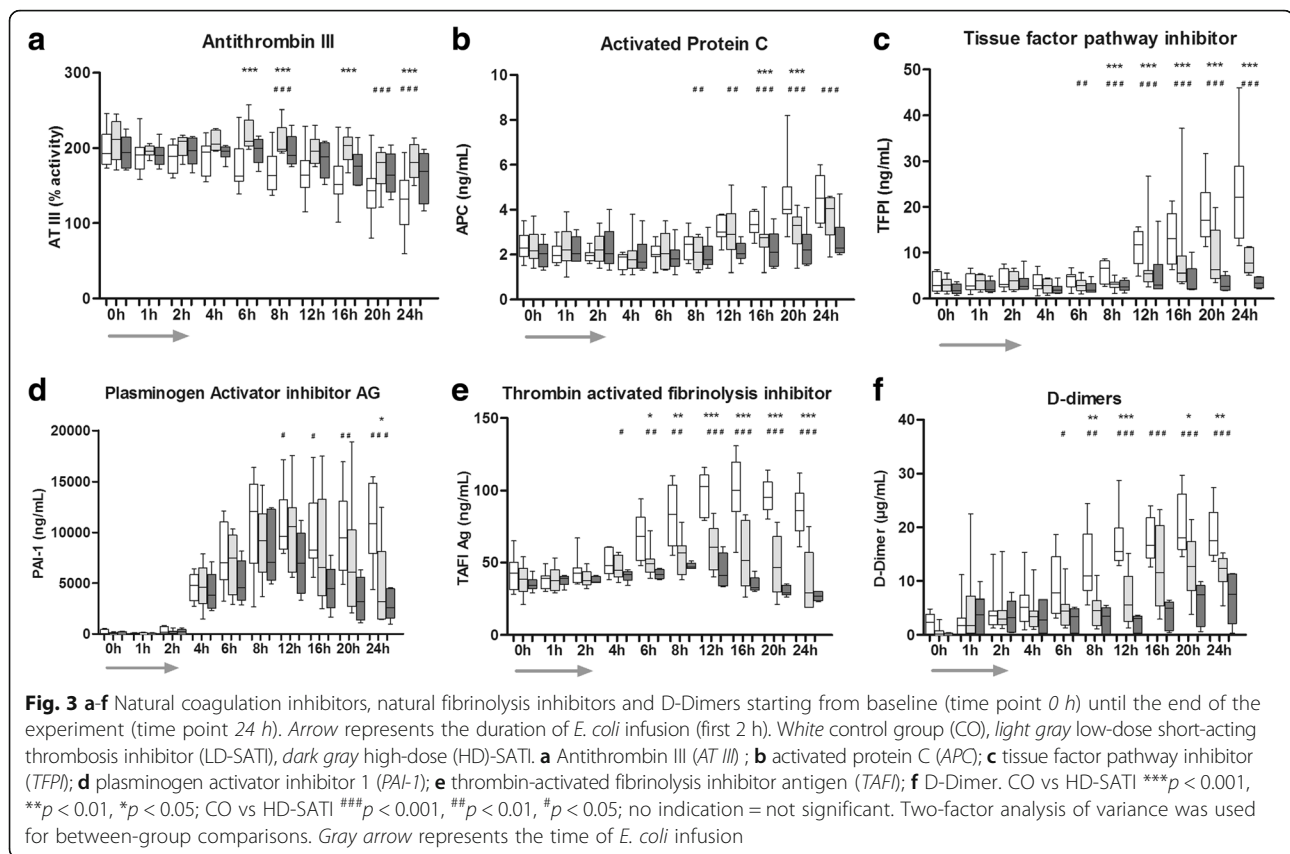 a
Antithrombin III
*** *** *** ***
### ### ###
AT III (% activity)
300
200
100
0
0h 1h 2h 4h 6h 8h 12h 16h 20h 24h
b
Activated Protein C
*** ***
## ## ### ### ###
APC (ng/mL)
10
8
6
4
2
0
0h 1h 2h 4h 6h 8h 12h 16h 20h 24h
c
Tissue factor pathway inhibitor
*** *** *** *** ***
## ### ### ### ### ###
TFPI (ng/mL)
50
40
30
20
10
0
0h 1h 2h 4h 6h 8h 12h 16h 20h 24h
d
Plasminogen Activator inhibitor AG
*
# # ## ###
PAI-1 (ng/mL)
20000
15000
10000
5000
0
0h 1h 2h 4h 6h 8h 12h 16h 20h 24h
e
Thrombin activated fibrinolysis inhibitor
* ** *** *** *** ***
# ## ## ### ### ### ###
TAFI Ag (ng/mL)
150
100
50
0
0h 1h 2h 4h 6h 8h 12h 16h 20h 24h
f
D-dimers
** *** * **
# ## ### ### ### ###
D-Dimer (µg/mL)
40
30
20
10
0
0h 1h 2h 4h 6h 8h 12h 16h 20h 24h
Fig. 3 a-f Natural coagulation inhibitors, natural fibrinolysis inhibitors and D-Dimers starting from baseline (time point 0 h) until the end of the
experiment (time point 24 h). Arrow represents the duration of E. coli infusion (first 2 h). White control group (CO), light gray low-dose short-acting
thrombosis inhibitor (LD-SATI), dark gray high-dose (HD)-SATI. a Antithrombin III (AT III) ; b activated protein C (APC); c tissue factor pathway inhibitor
(TFPI); d plasminogen activator inhibitor 1 (PAI-1); e thrombin-activated fibrinolysis inhibitor antigen (TAFI); f D-Dimer. CO vs HD-SATI ***p < 0.001,
**p < 0.01, *p < 0.05; CO vs HD-SATI ###p < 0.001, ##p < 0.01, #p < 0.05; no indication = not significant. Two-factor analysis of variance was used
for between-group comparisons. Gray arrow represents the time of E. coli infusion